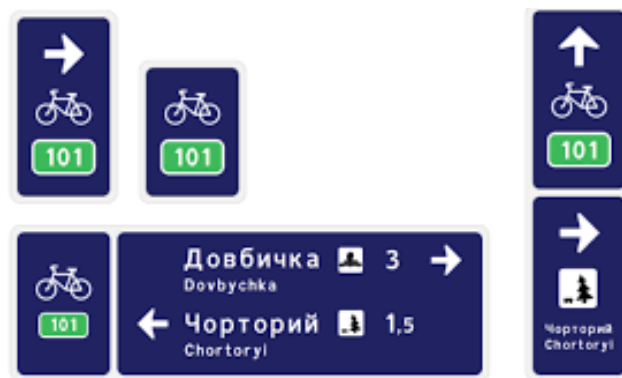 101
101
101
101
Довбичка 3
Dovbychka
Чорторий 1,5
Chortoryi
Чорторий
Chortoryi